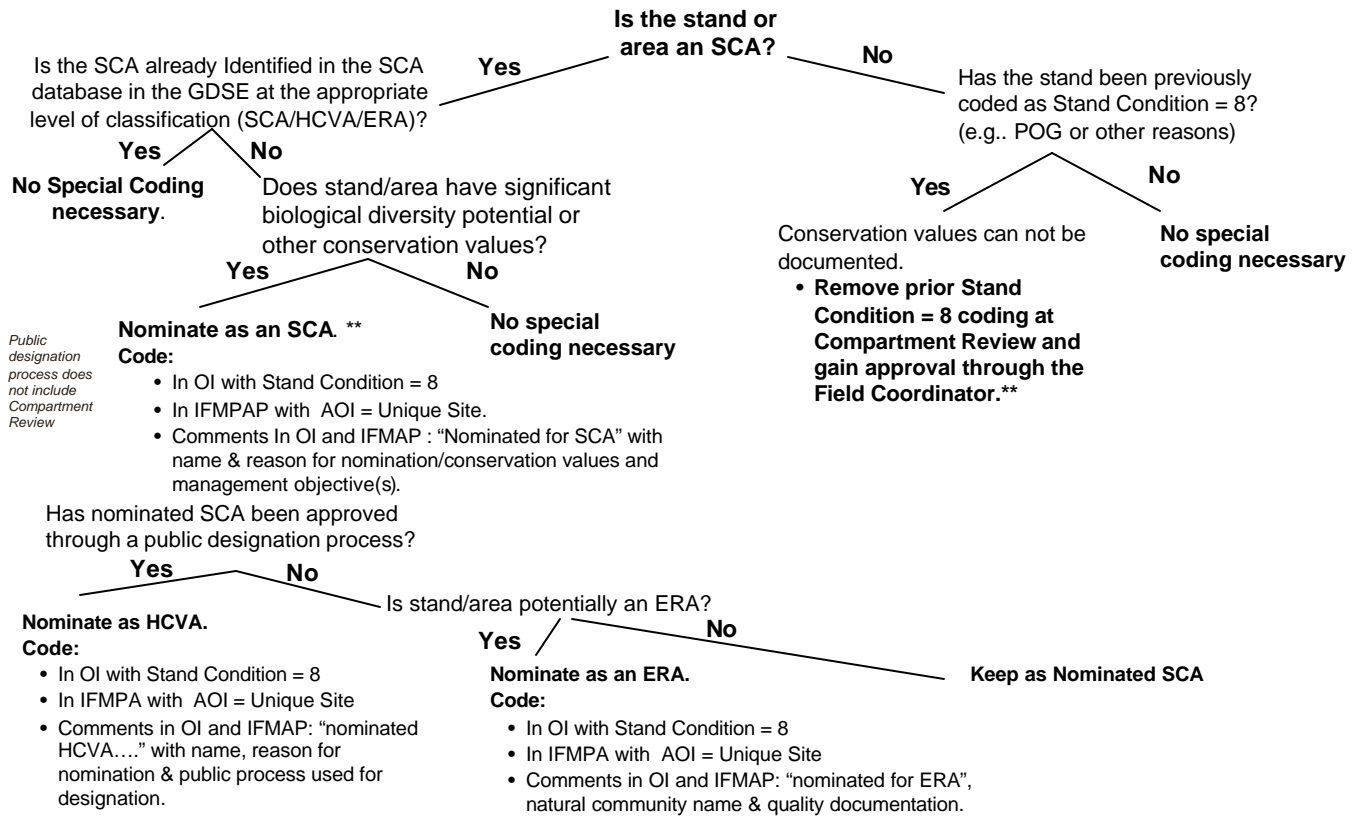 Is the stand or
area an SCA?
Yes
No
Is the SCA already Identified in the SCA
database in the GDSE at the appropriate
level of classification (SCA/HCVA/ERA)?
Has the stand been previously
coded as Stand Condition = 8?
(e.g.. POG or other reasons)
Yes
No
No Special Coding
necessary.
Does stand/area have significant
biological diversity potential or
other conservation values?
Yes
No
Conservation values can not be
documented.
• Remove prior Stand
Condition = 8 coding at
Compartment Review and
gain approval through the
Field Coordinator.**
No special
coding necessary
Yes
No
Public
designation
process does
not include
Compartment
Review
Nominate as an SCA. **
Code:
• In OI with Stand Condition = 8
• In IFMPAP with AOI = Unique Site.
• Comments In OI and IFMAP : “Nominated for SCA” with
name & reason for nomination/conservation values and
management objective(s).
No special
coding necessary
Has nominated SCA been approved
through a public designation process?
Yes
No
Nominate as HCVA.
Code:
• In OI with Stand Condition = 8
• In IFMPA with AOI = Unique Site
• Comments in OI and IFMAP: “nominated
HCVA....” with name, reason for
nomination & public process used for
designation.
Is stand/area potentially an ERA?
Yes
No
Nominate as an ERA.
Code:
• In OI with Stand Condition = 8
• In IFMPA with AOI = Unique Site
• Comments in OI and IFMAP: “nominated for ERA”,
natural community name & quality documentation.
Keep as Nominated SCA